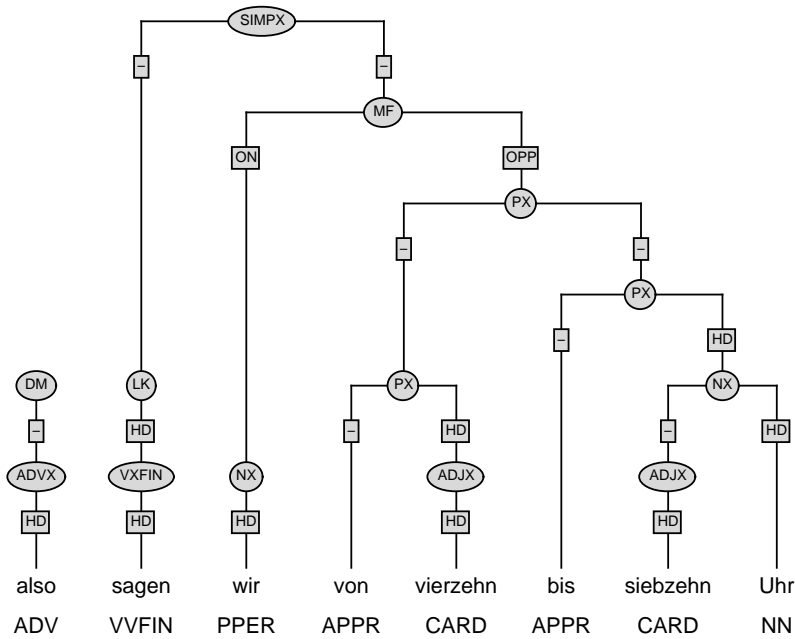 SIMPX
– –
MF
ON OPP
PX
– –
PX
– HD
DM LK PX NX
– HD – HD – HD
ADVX VXFIN NX ADJX ADJX
HD HD HD HD HD
also sagen wir von vierzehn bis siebzehn Uhr
ADV VVFIN PPER APPR CARD APPR CARD NN